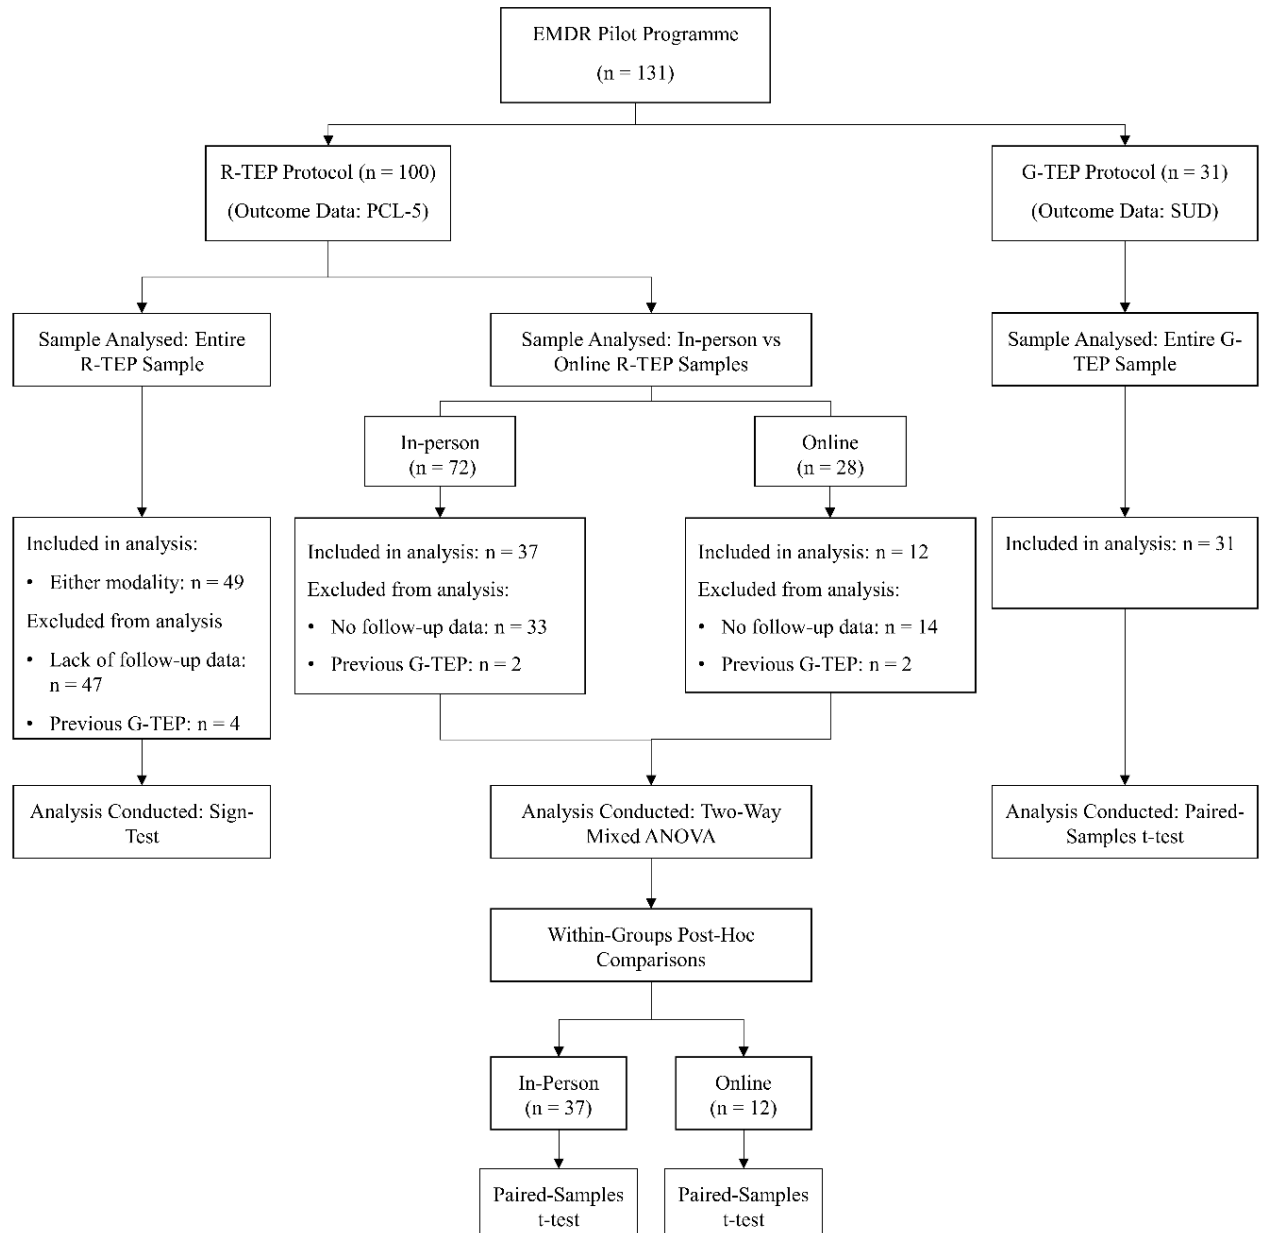 EMDR Pilot Programme
(n = 131)
R-TEP Protocol (n = 100)
(Outcome Data: PCL-5)
G-TEP Protocol (n = 31)
(Outcome Data: SUD)
Sample Analysed: Entire
R-TEP Sample
Sample Analysed: In-person vs
Online R-TEP Samples
Sample Analysed: Entire G-
TEP Sample
In-person
(n = 72)
Online
(n = 28)
Included in analysis:
• Either modality: n = 49
Excluded from analysis
• Lack of follow-up data:
n = 47
• Previous G-TEP: n = 4
Included in analysis: n = 37
Excluded from analysis:
• No follow-up data: n = 33
• Previous G-TEP: n = 2
Included in analysis: n = 12
Excluded from analysis:
• No follow-up data: n = 14
• Previous G-TEP: n = 2
Included in analysis: n = 31
Analysis Conducted: Sign-
Test
Analysis Conducted: Two-Way
Mixed ANOVA
Analysis Conducted: Paired-
Samples t-test
Within-Groups Post-Hoc
Comparisons
In-Person
(n = 37)
Online
(n = 12)
Paired-Samples
t-test
Paired-Samples
t-test